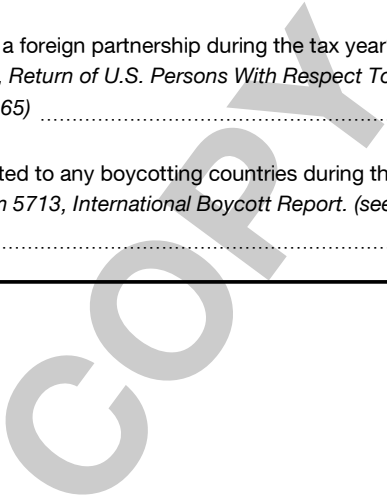 a foreign partnership during the tax year
, Return of U.S. Persons With Respect To
65)
ted to any boycotting countries during th
5713, International Boycott Report. (see
COPY